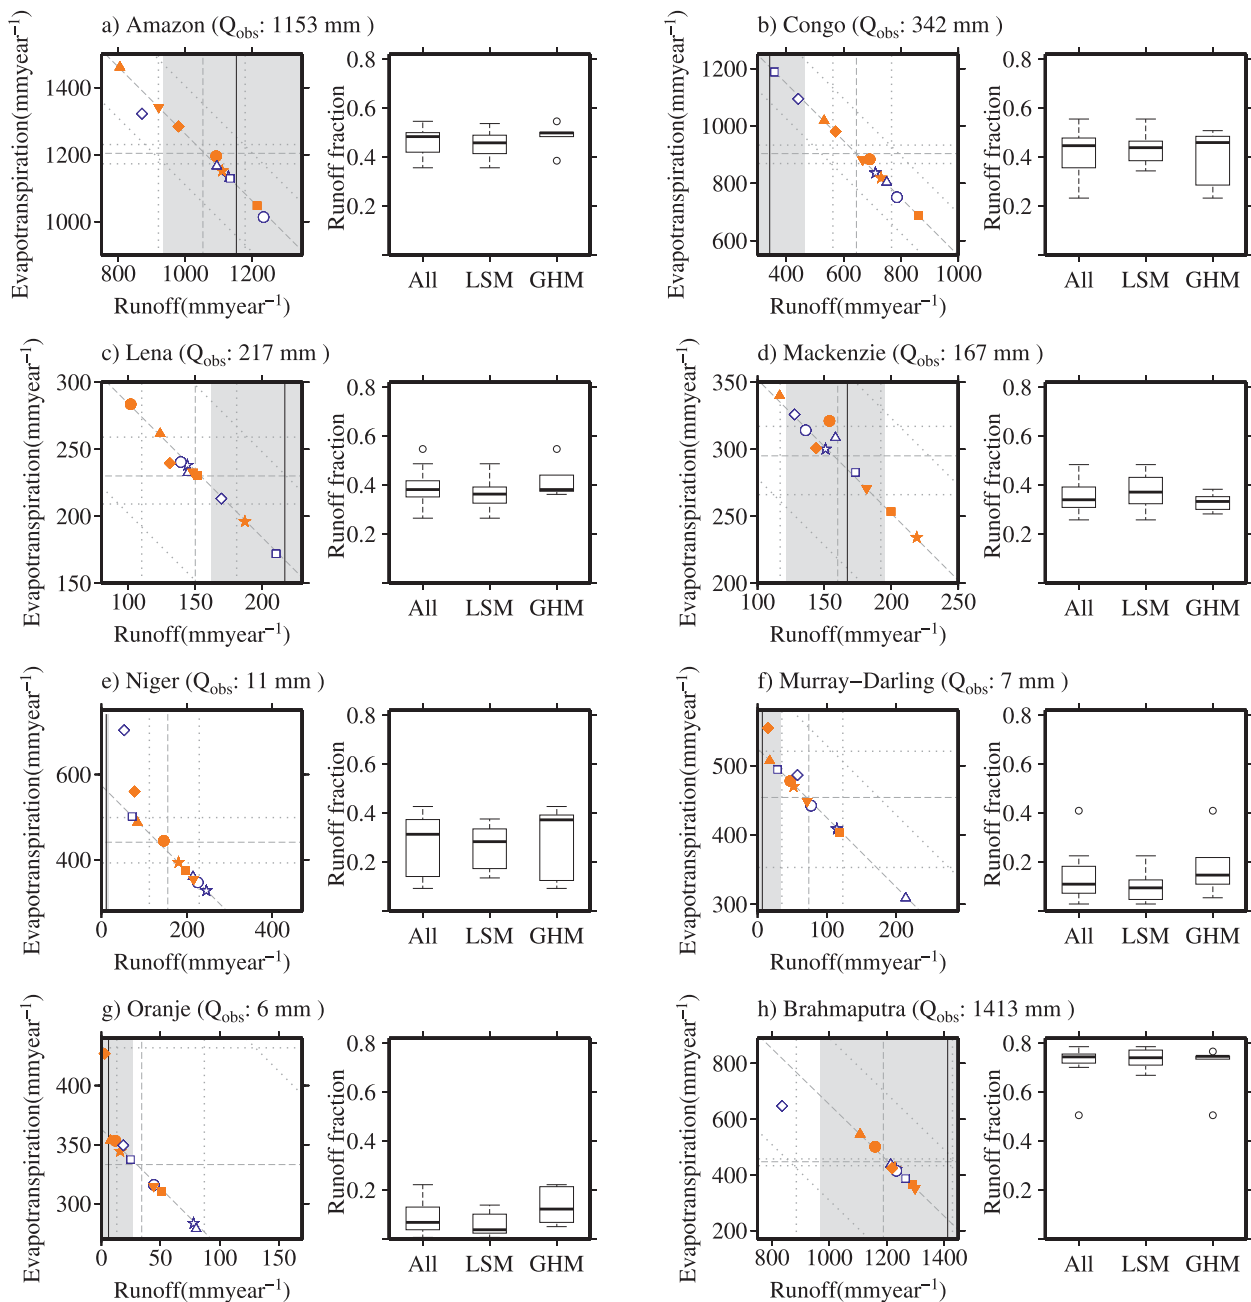 a) Amazon (Qobs: 1153 mm )
Evapotranspiration(mmyear−1)
1400
1200
1000
800 1000 1200
Runoff(mmyear−1)
Runoff fraction
0.8
0.6
0.4
0.2
All LSM GHM
b) Congo (Qobs: 342 mm )
Evapotranspiration(mmyear−1)
1200
1000
800
600
400 600 800 1000
Runoff(mmyear−1)
Runoff fraction
0.8
0.6
0.4
0.2
All LSM GHM
c) Lena (Qobs: 217 mm )
Evapotranspiration(mmyear−1)
300
250
200
150
100 150 200
Runoff(mmyear−1)
Runoff fraction
0.8
0.6
0.4
0.2
All LSM GHM
d) Mackenzie (Qobs: 167 mm )
Evapotranspiration(mmyear−1)
350
300
250
200
100 150 200 250
Runoff(mmyear−1)
Runoff fraction
0.8
0.6
0.4
0.2
All LSM GHM
e) Niger (Qobs: 11 mm )
Evapotranspiration(mmyear−1)
600
400
0 200 400
Runoff(mmyear−1)
Runoff fraction
0.8
0.6
0.4
0.2
All LSM GHM
f) Murray−Darling (Qobs: 7 mm )
Evapotranspiration(mmyear−1)
500
400
300
0 100 200
Runoff(mmyear−1)
Runoff fraction
0.8
0.6
0.4
0.2
All LSM GHM
g) Oranje (Qobs: 6 mm )
Evapotranspiration(mmyear−1)
400
350
300
0 50 100 150
Runoff(mmyear−1)
Runoff fraction
0.8
0.6
0.4
0.2
All LSM GHM
h) Brahmaputra (Qobs: 1413 mm )
Evapotranspiration(mmyear−1)
800
600
400
200
800 1000 1200 1400
Runoff(mmyear−1)
Runoff fraction
0.8
0.6
0.4
0.2
All LSM GHM